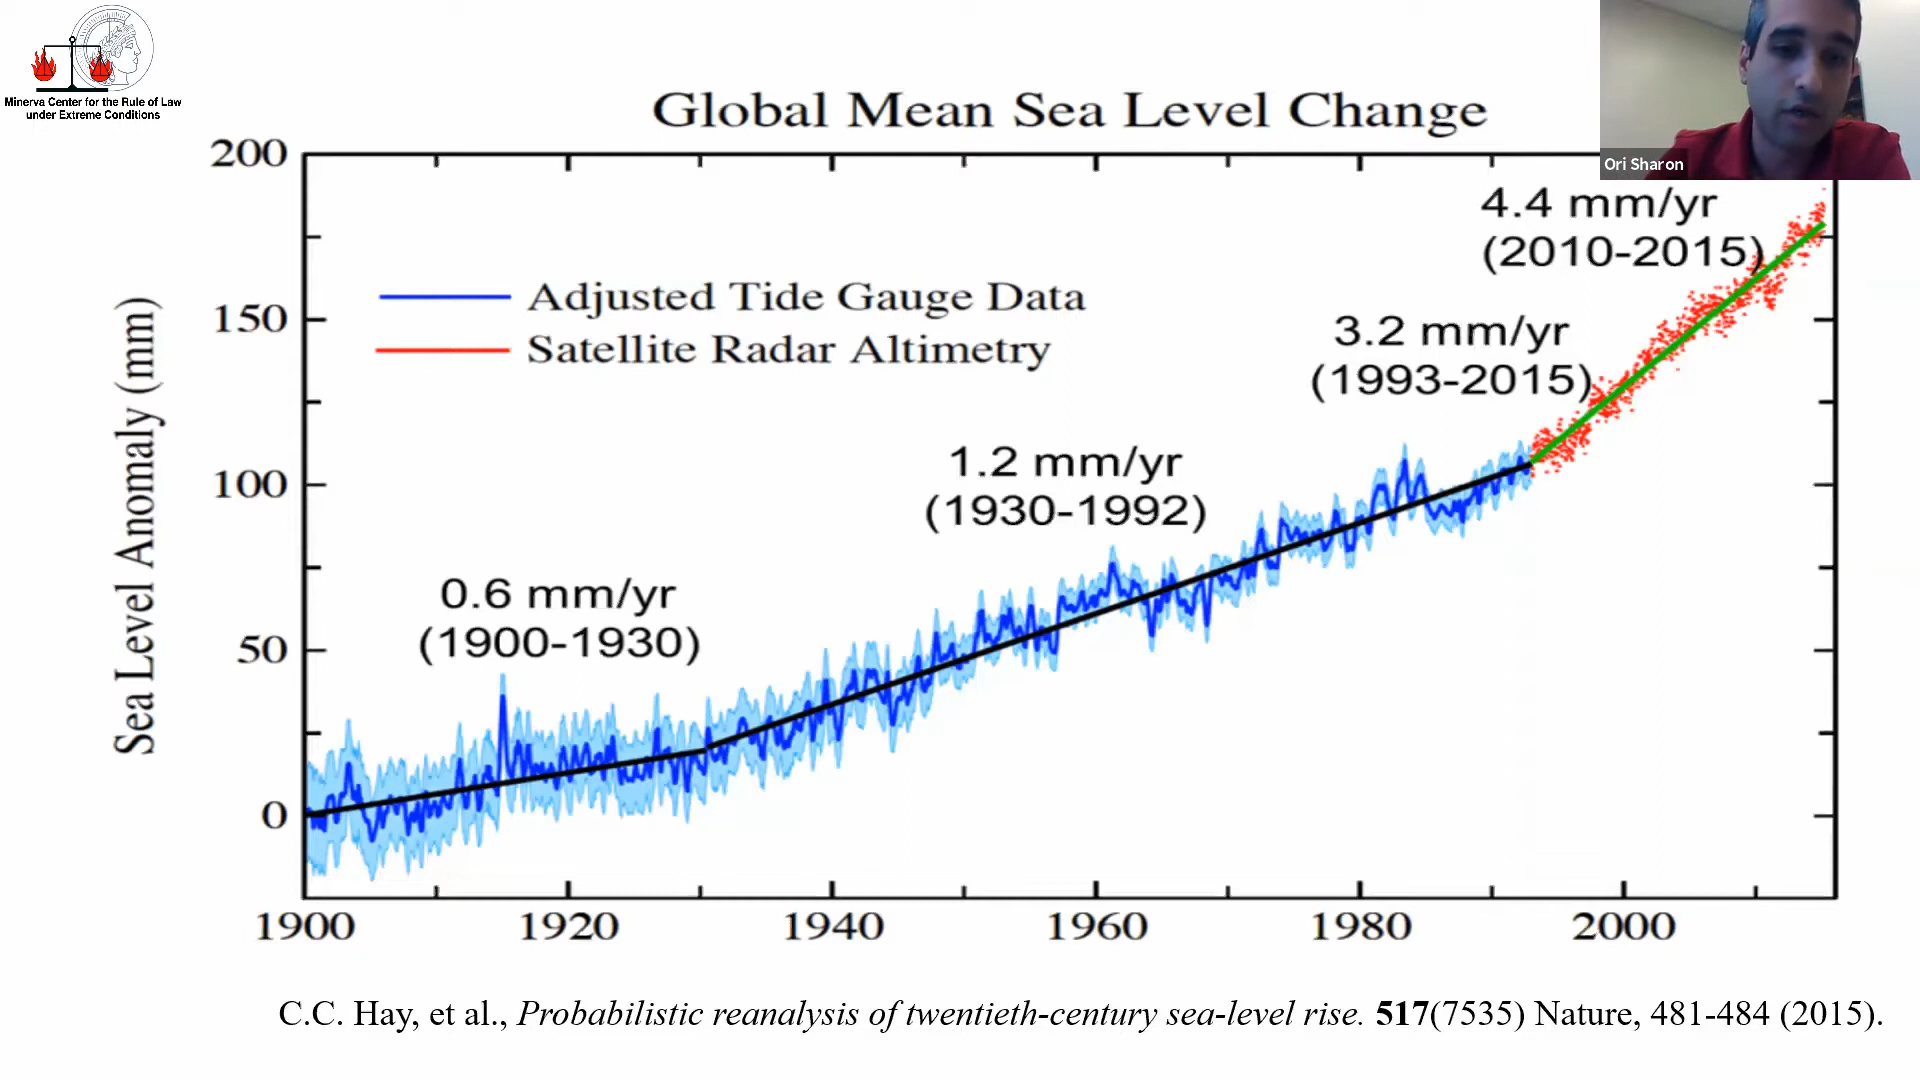 Minerva Center for the Rule of Law
under Extreme Conditions
Global Mean Sea Level Change
Ori Sharon
200
150
100
50
0
Sea Level Anomaly (mm)
Adjusted Tide Gauge Data
Satellite Radar Altimetry
4.4 mm/yr
(2010-2015)
3.2 mm/yr
(1993-2015)
1.2 mm/yr
(1930-1992)
0.6 mm/yr
(1900-1930)
1900 1920 1940 1960 1980 2000
C.C. Hay, et al., Probabilistic reanalysis of twentieth-century sea-level rise. 517(7535) Nature, 481-484 (2015).